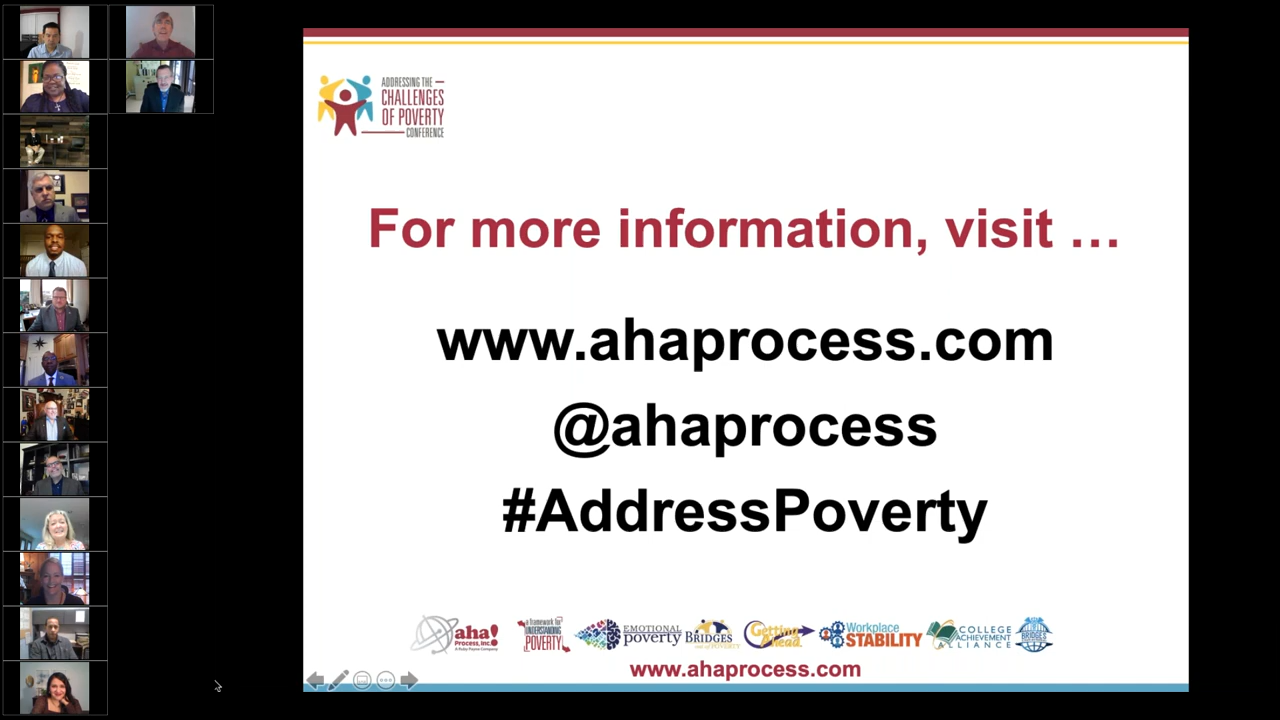 ADDRESSING THE
CHALLENGES
OF POVERTY
CONFERENCE
For more information, visit ...
www.ahaprocess.com
@ahaprocess
#AddressPoverty
aha!
Process, Inc.
A Ruby Payne Company
a framework for
UNDERSTANDING
POVERTY
EMOTIONAL
poverty
BRIDGES
out of POVERTY
Getting
Ahead
Workplace
STABILITY
COLLEGE
ACHIEVEMENT
ALLIANCE
BRIDGES
www.ahaprocess.com